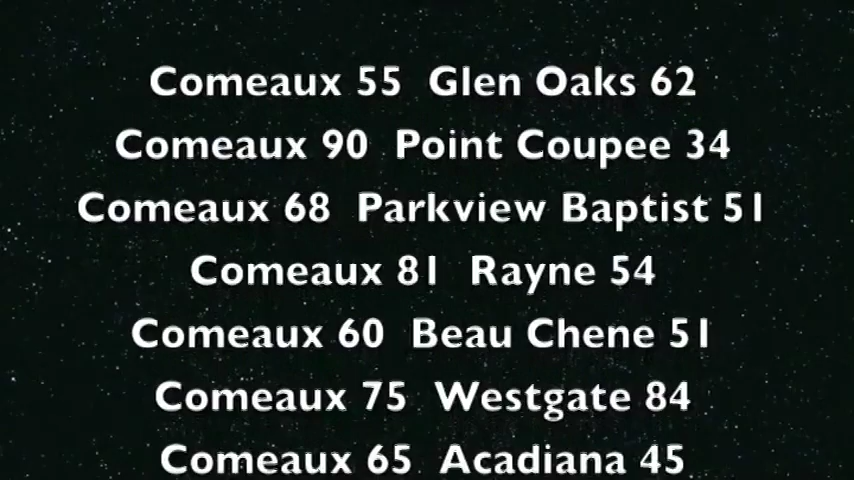 Comeaux 55 Glen Oaks 62
Comeaux 90 Point Coupee 34
Comeaux 68 Parkview Baptist 51
Comeaux 81 Rayne 54
Comeaux 60 Beau Chene 51
Comeaux 75 Westgate 84
Comeaux 65 Acadiana 45